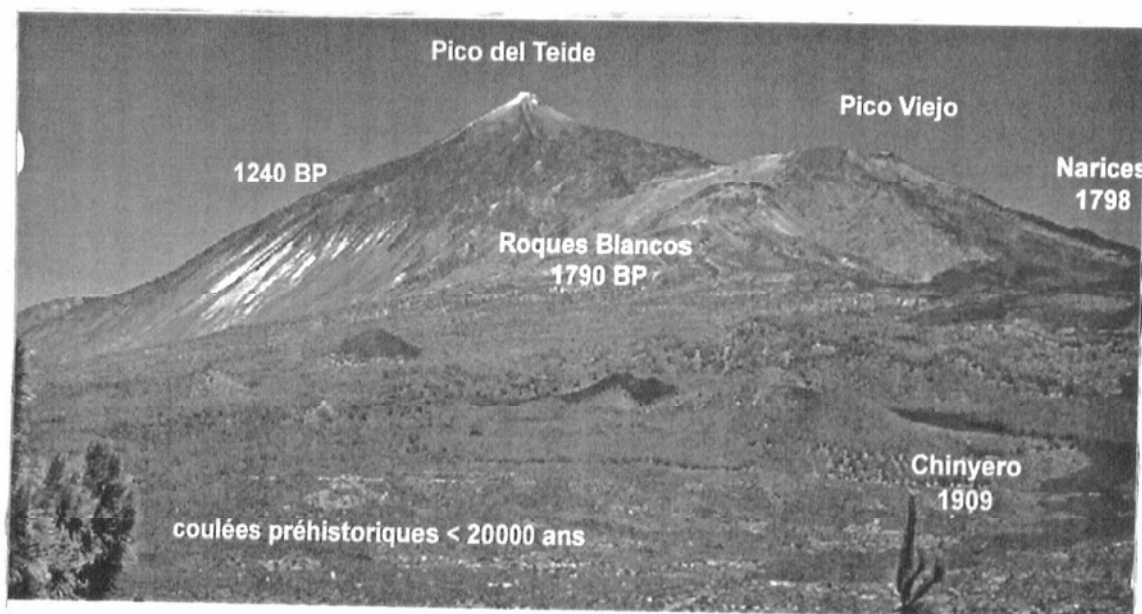 Pico del Teide
Pico Viejo
1240 BP
Narices
1798
Roques Blancos
1790 BP
Chinyero
1909
coulées préhistoriques < 20000 ans